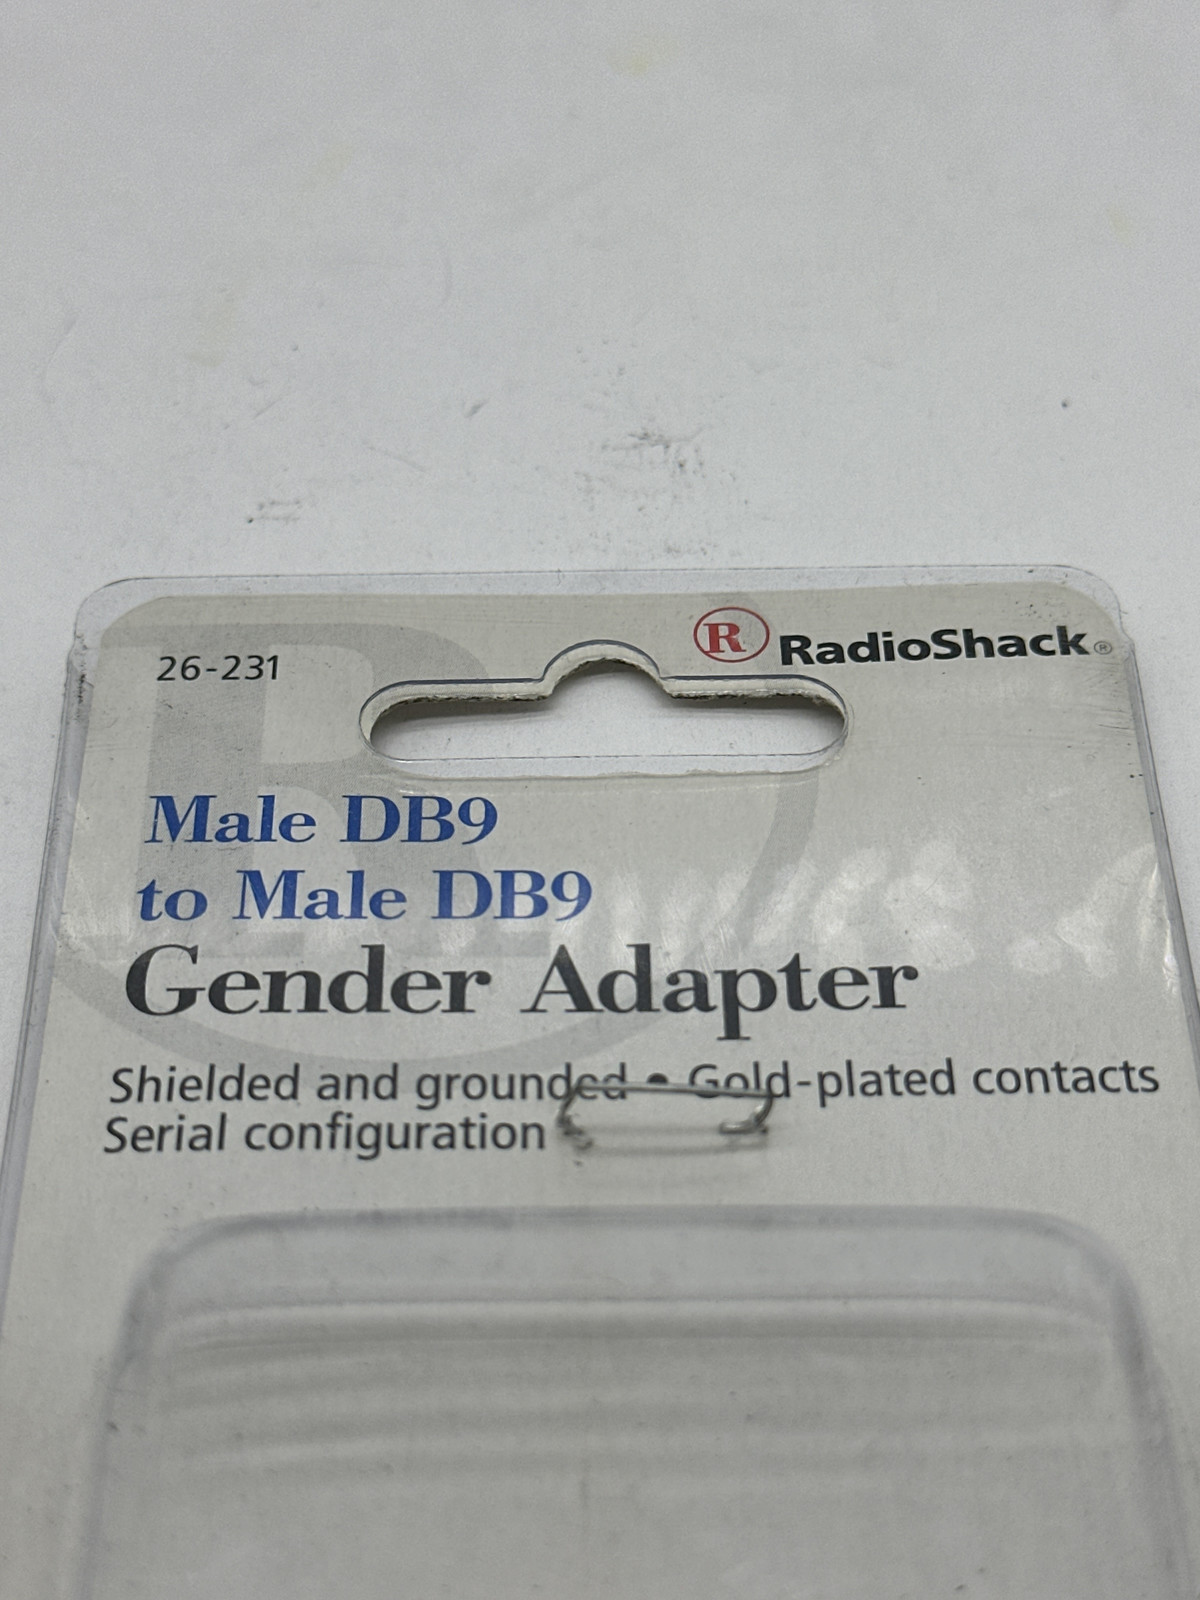 26-231
R RadioShack®
Male DB9
to Male DB9
Gender Adapter
Shielded and grounded • Gold-plated contacts
Serial configuration